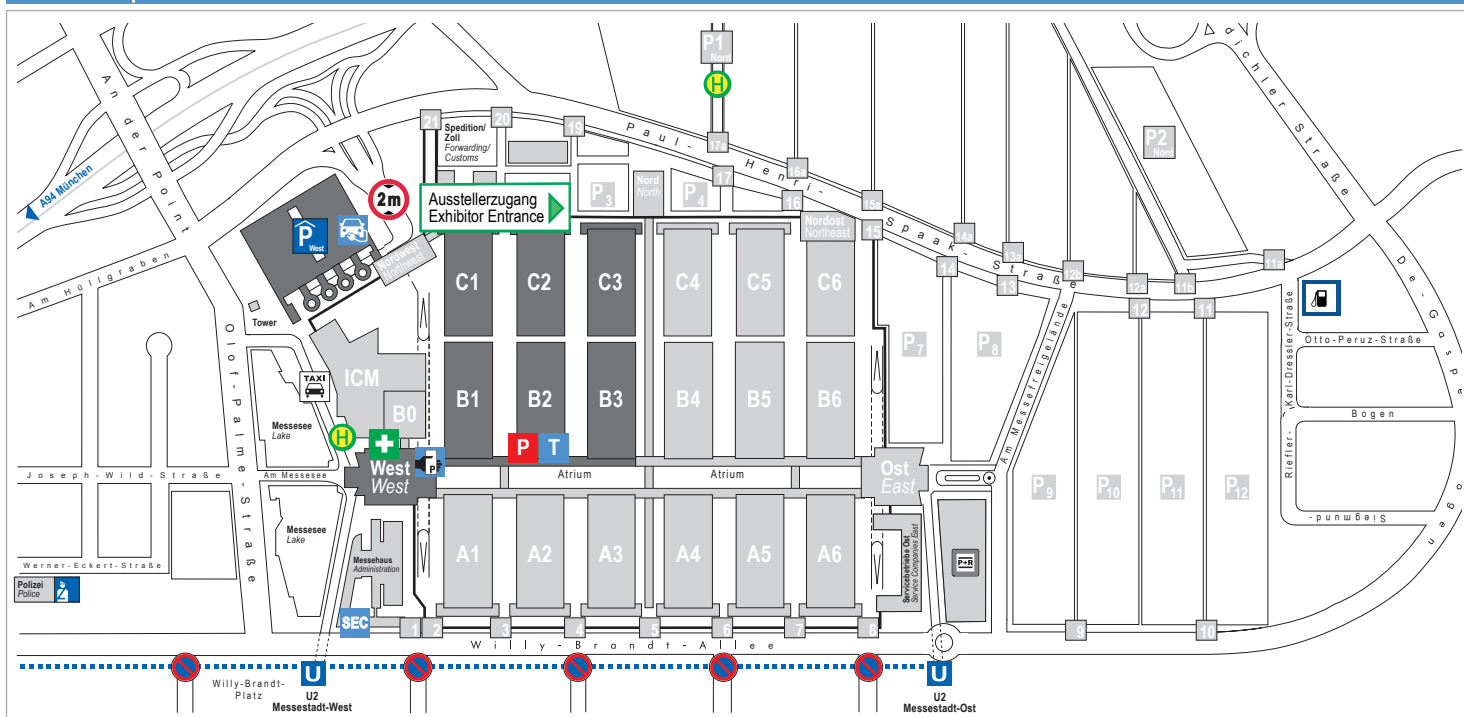 P1
Nord
H
An der Point
A94 München
21
20
19
Spedition/
Zoll
Forwarding/
Customs
Paul-Henri-Spaak-Straße
17a
17
16a
16
15a
15
14a
14
13a
13
12b
12a
12
11b
11
11a
P2
Nord
De-Gasperi-Bogen
2m
Ausstellerzugang
Exhibitor Entrance
P3
Nord
North
P4
Nordost
Northeast
P
West
Nordwest
Northwest
Am Hüllgraben
Tower
Olof-Palme-Straße
C1
C2
C3
C4
C5
C6
P7
P8
Am Messefreigelände
Riefler-
Karl-Dressler-Straße
Otto-Peruz-Straße
Bogen
Siegmund-
TAXI
ICM
B0
B1
B2
B3
B4
B5
B6
Messesee
Lake
H
P
T
West
West
P
Atrium
Atrium
Ost
East
P9
P10
P11
P12
Joseph-Wild-Straße
Am Messesee
Messesee
Lake
Messehaus
Administration
A1
A2
A3
A4
A5
A6
Servicebetriebe Ost
Service Companies East
P+R
Werner-Eckert-Straße
Polizei
Police
SEC
1
2
3
4
5
6
7
8
9
10
Willy-Brandt-Allee
Willy-Brandt-
Platz
U
U2
Messestadt-West
U
U2
Messestadt-Ost